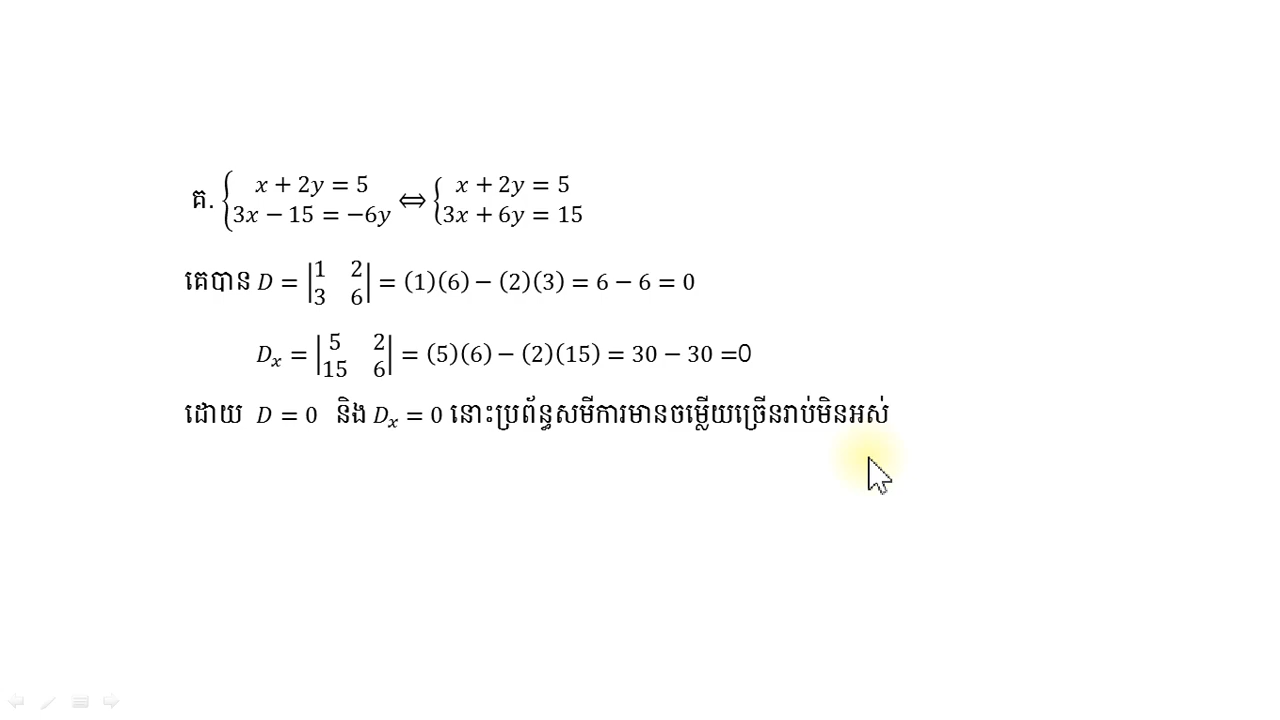 គ. { x + 2y = 5 ⇔ { x + 2y = 5
3x − 15 = −6y 3x + 6y = 15
គេបាន D = |1 2| = (1)(6) − (2)(3) = 6 − 6 = 0
|3 6|
Dₓ = |5 2| = (5)(6) − (2)(15) = 30 − 30 =0
|15 6|
ដោយ D = 0 និង Dₓ = 0 នោះប្រព័ន្ធសមីការមានចម្លើយច្រើនរាប់មិនអស់